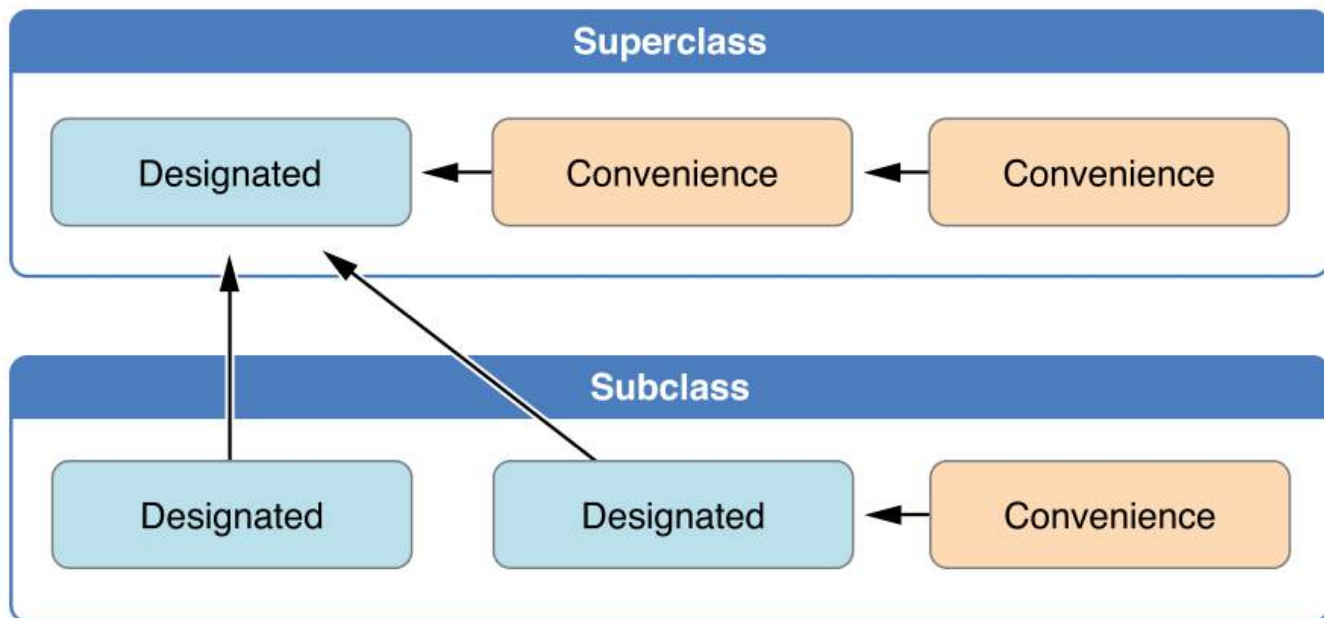 Superclass
Designated
Convenience
Convenience
Subclass
Designated
Designated
Convenience